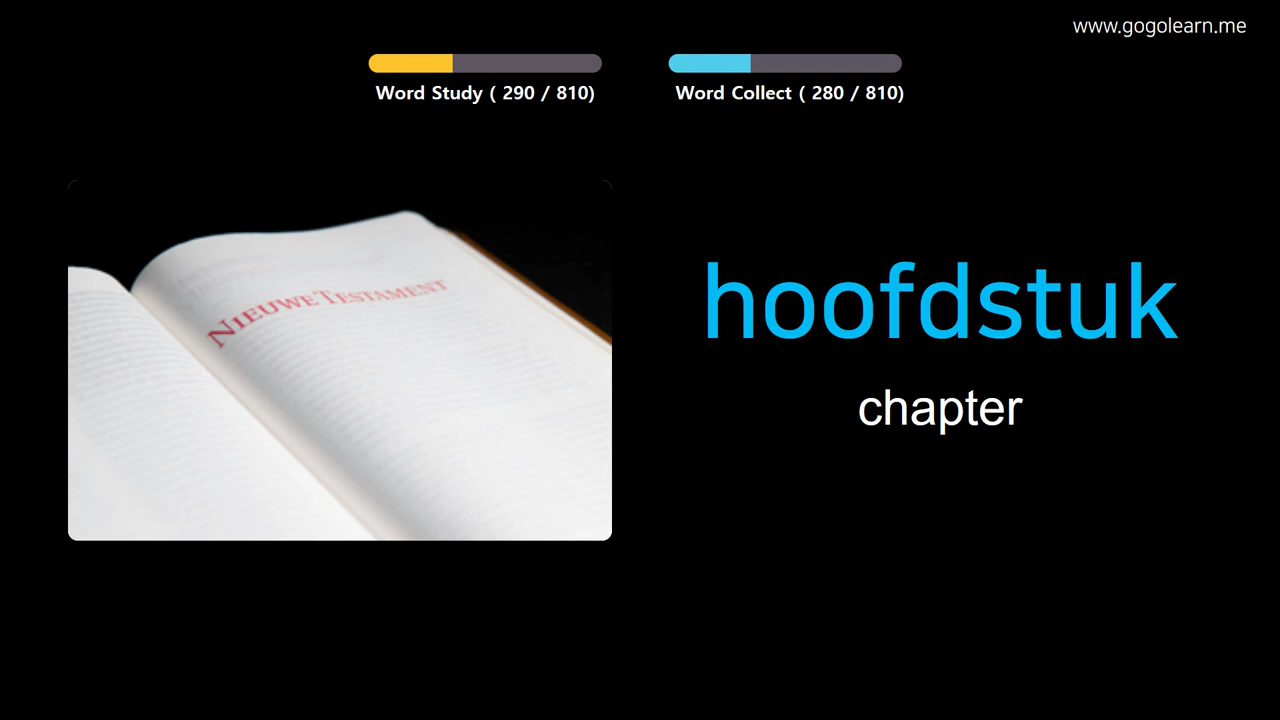 www.gogolearn.me
Word Study ( 290 / 810)
Word Collect ( 280 / 810)
NIEUWE TESTAMENT
hoofdstuk
chapter